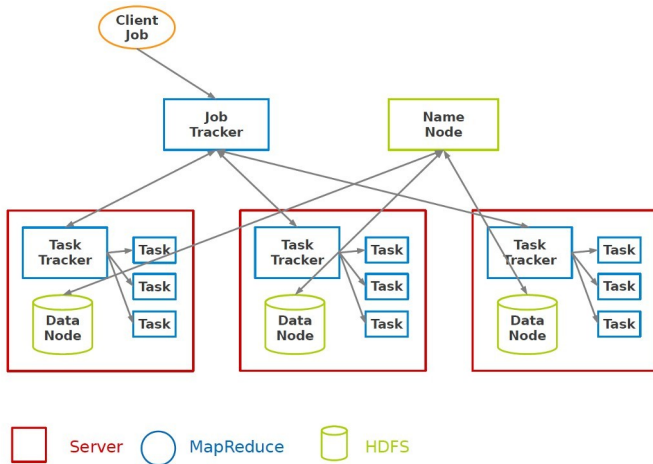 Client
Job
Job
Tracker
Name
Node
Task
Tracker
Task
Task
Task
Data
Node
Task
Tracker
Task
Task
Task
Data
Node
Task
Tracker
Task
Task
Task
Data
Node
Server
MapReduce
HDFS